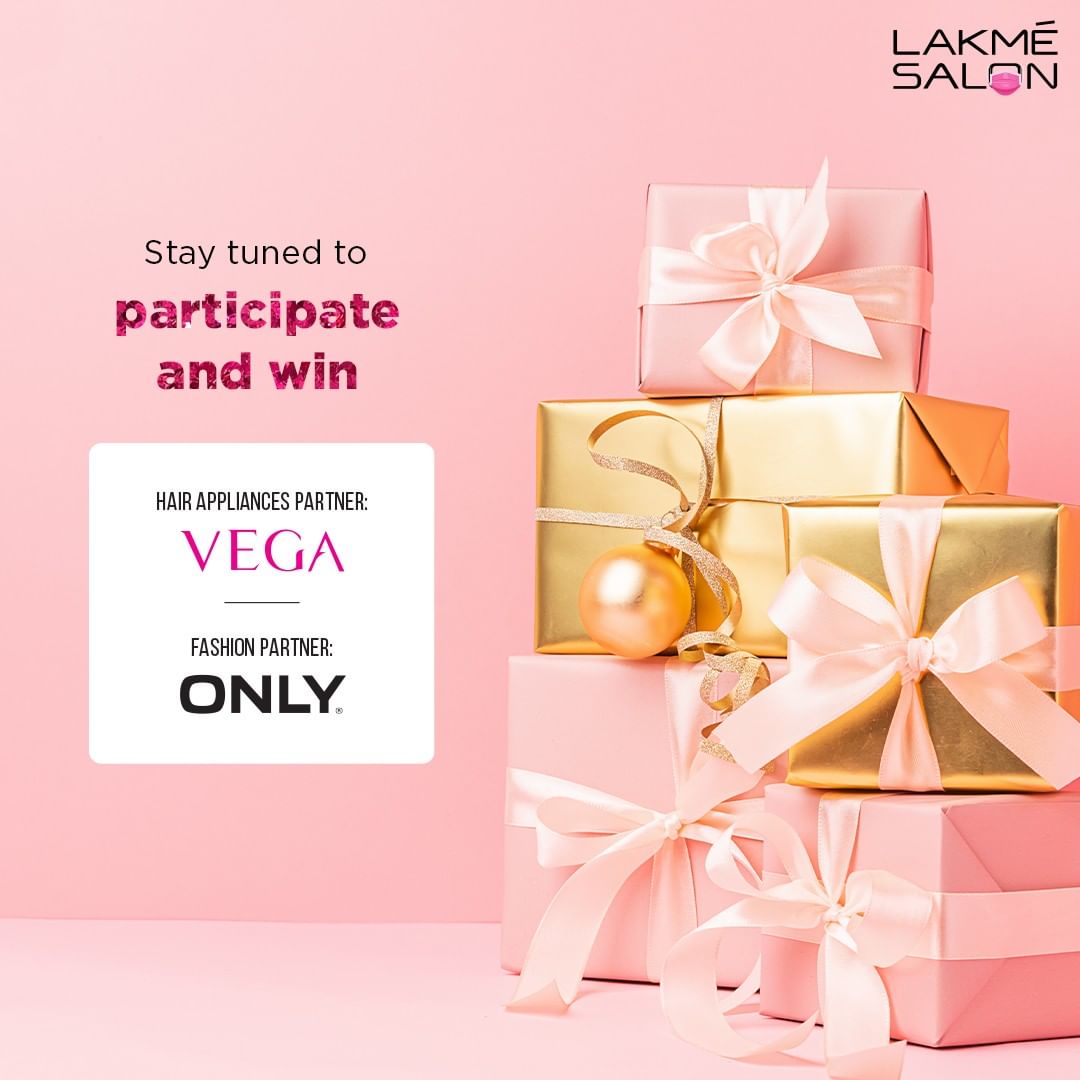 LAKMÉ
SALON
Stay tuned to
participate
and win
HAIR APPLIANCES PARTNER:
VEGA
FASHION PARTNER:
ONLY®